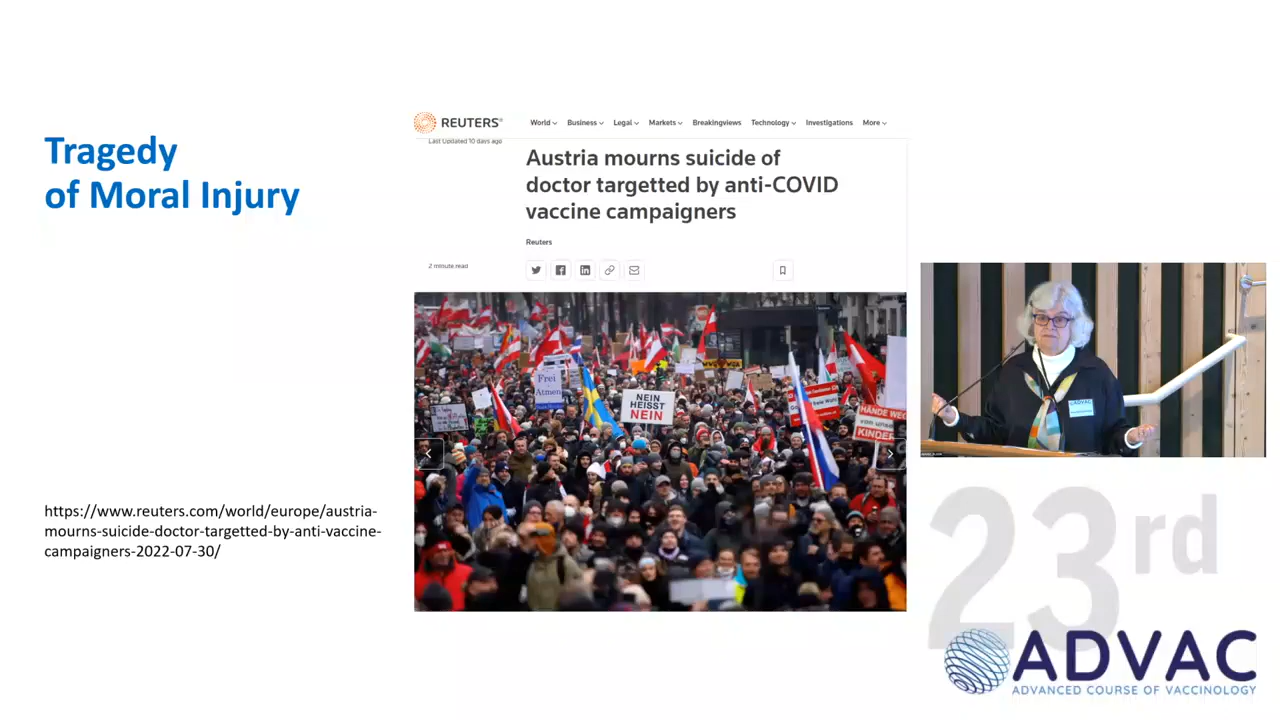 Tragedy
of Moral Injury
https://www.reuters.com/world/europe/austria-
mourns-suicide-doctor-targetted-by-anti-vaccine-
campaigners-2022-07-30/
REUTERS®
World
Business
Legal
Markets
Breakingviews
Technology
Investigations
More
Last Updated 10 days ago
Austria mourns suicide of
doctor targetted by anti-COVID
vaccine campaigners
Reuters
2 minute read
Frei
Atmen
NEIN
HEISST
NEIN
HÄNDE WEG
KINDER
ADVAC
23rd
ADVAC
ADVANCED COURSE OF VACCINOLOGY